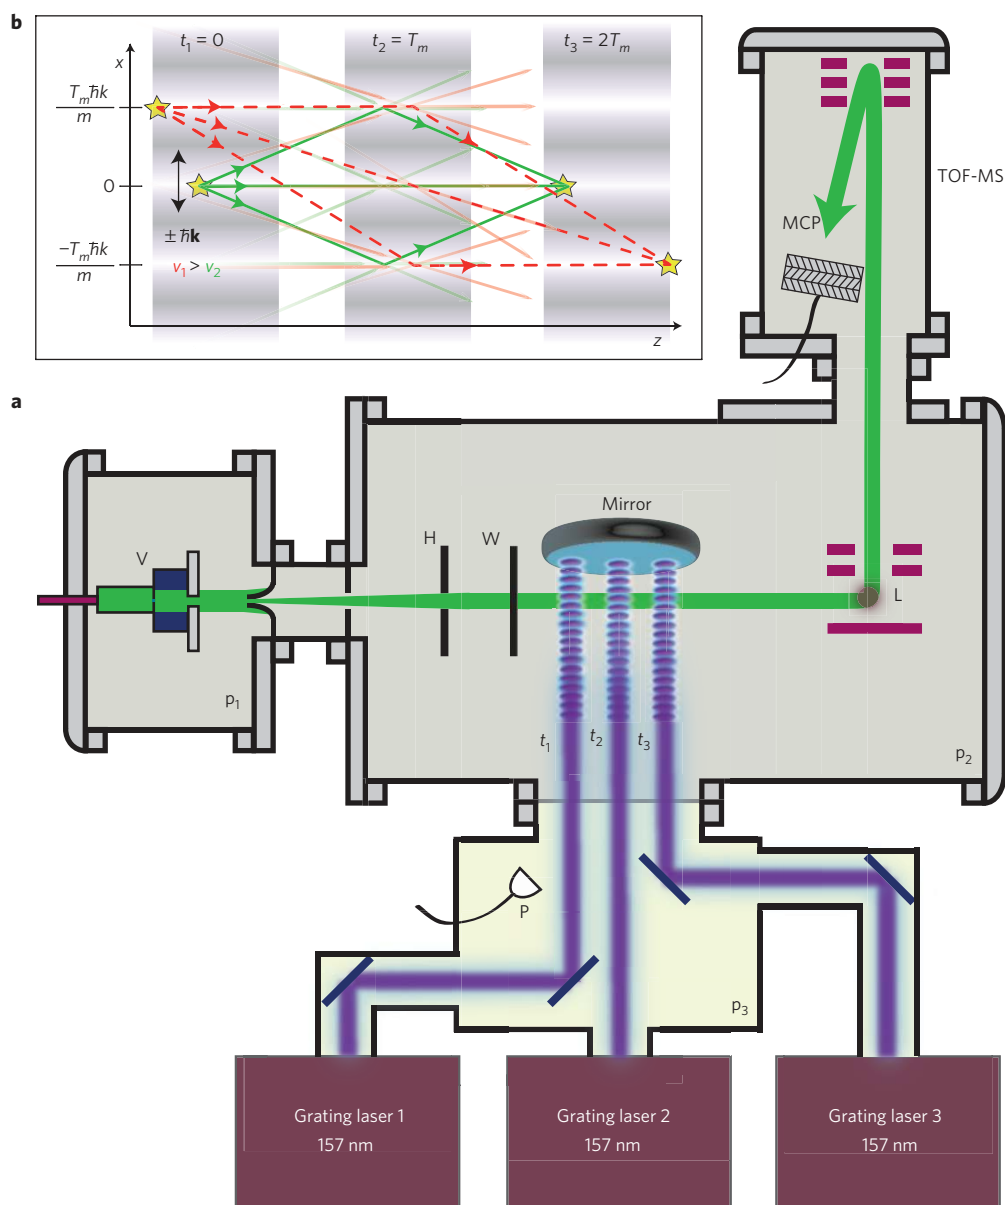 b
t₁ = 0
t₂ = Tₘ
t₃ = 2Tₘ
x
Tₘħk
m
0
±ħk
−Tₘħk
m
v₁ > v₂
z
TOF-MS
MCP
a
Mirror
V
H
W
L
p₁
t₁
t₂
t₃
p₂
P
p₃
Grating laser 1
157 nm
Grating laser 2
157 nm
Grating laser 3
157 nm